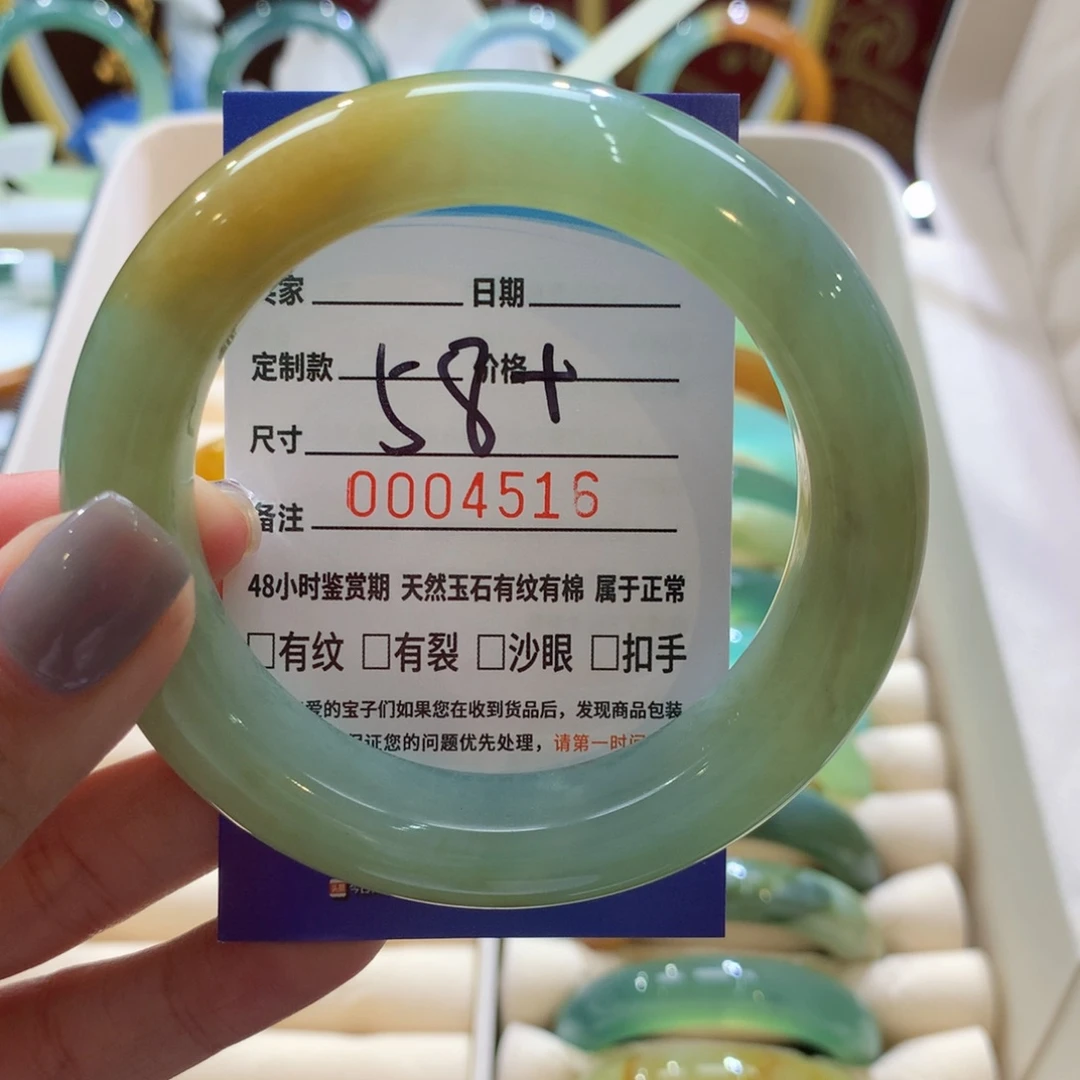 家 日期
定制款 价格
58+
尺寸
0004516
备注
48小时鉴赏期 天然玉石有纹有棉 属于正常
□有纹 □有裂 □沙眼 □扣手
爱的宝子们如果您在收到货品后，发现商品包装
保证您的问题优先处理，请第一时间